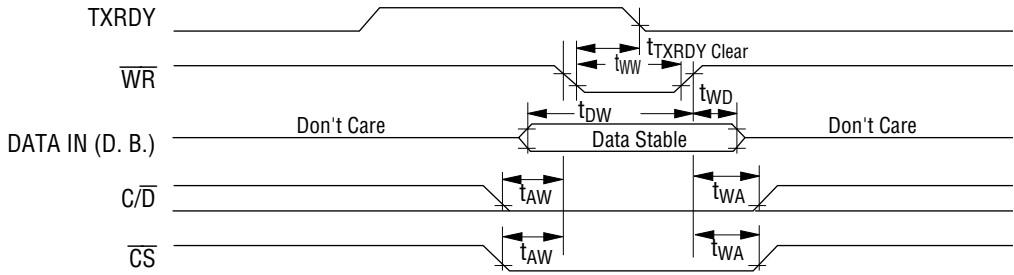 TXRDY
tTXRDY Clear
WR
tWW
tWD
tDW
DATA IN (D. B.)
Don't Care
Data Stable
Don't Care
C/D
tAW
tWA
CS
tAW
tWA